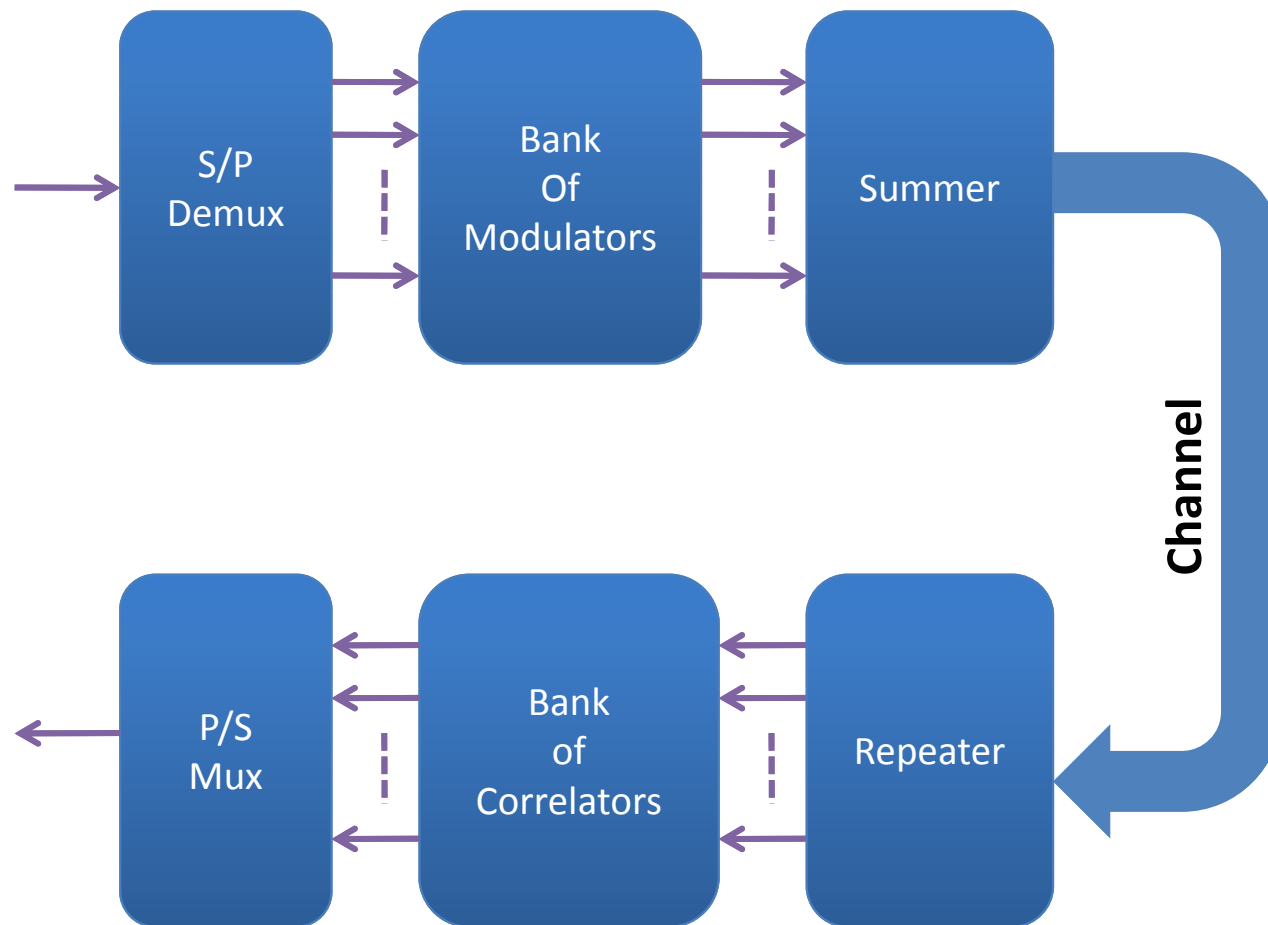 S/P
Demux
Bank
Of
Modulators
Summer
Channel
P/S
Mux
Bank
of
Correlators
Repeater